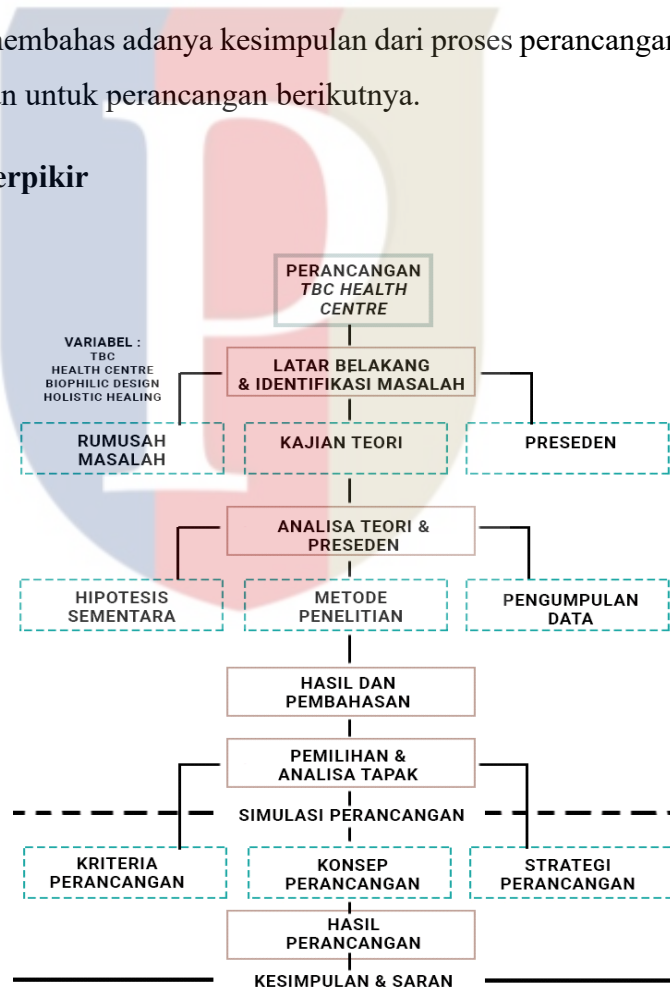 membahas adanya kesimpulan dari proses perancangan
untuk perancangan berikutnya.
PERANCANGAN
TBC HEALTH
CENTRE
VARIABEL :
TBC
HEALTH CENTRE
BIOPHILIC DESIGN
HOLISTIC HEALING
LATAR BELAKANG
& IDENTIFIKASI MASALAH
RUMUSAH
MASALAH
KAJIAN TEORI
PRESEDEN
ANALISA TEORI &
PRESEDEN
HIPOTESIS
SEMENTARA
METODE
PENELITIAN
PENGUMPULAN
DATA
HASIL DAN
PEMBAHASAN
PEMILIHAN &
ANALISA TAPAK
SIMULASI PERANCANGAN
KRITERIA
PERANCANGAN
KONSEP
PERANCANGAN
STRATEGI
PERANCANGAN
HASIL
PERANCANGAN
KESIMPULAN & SARAN